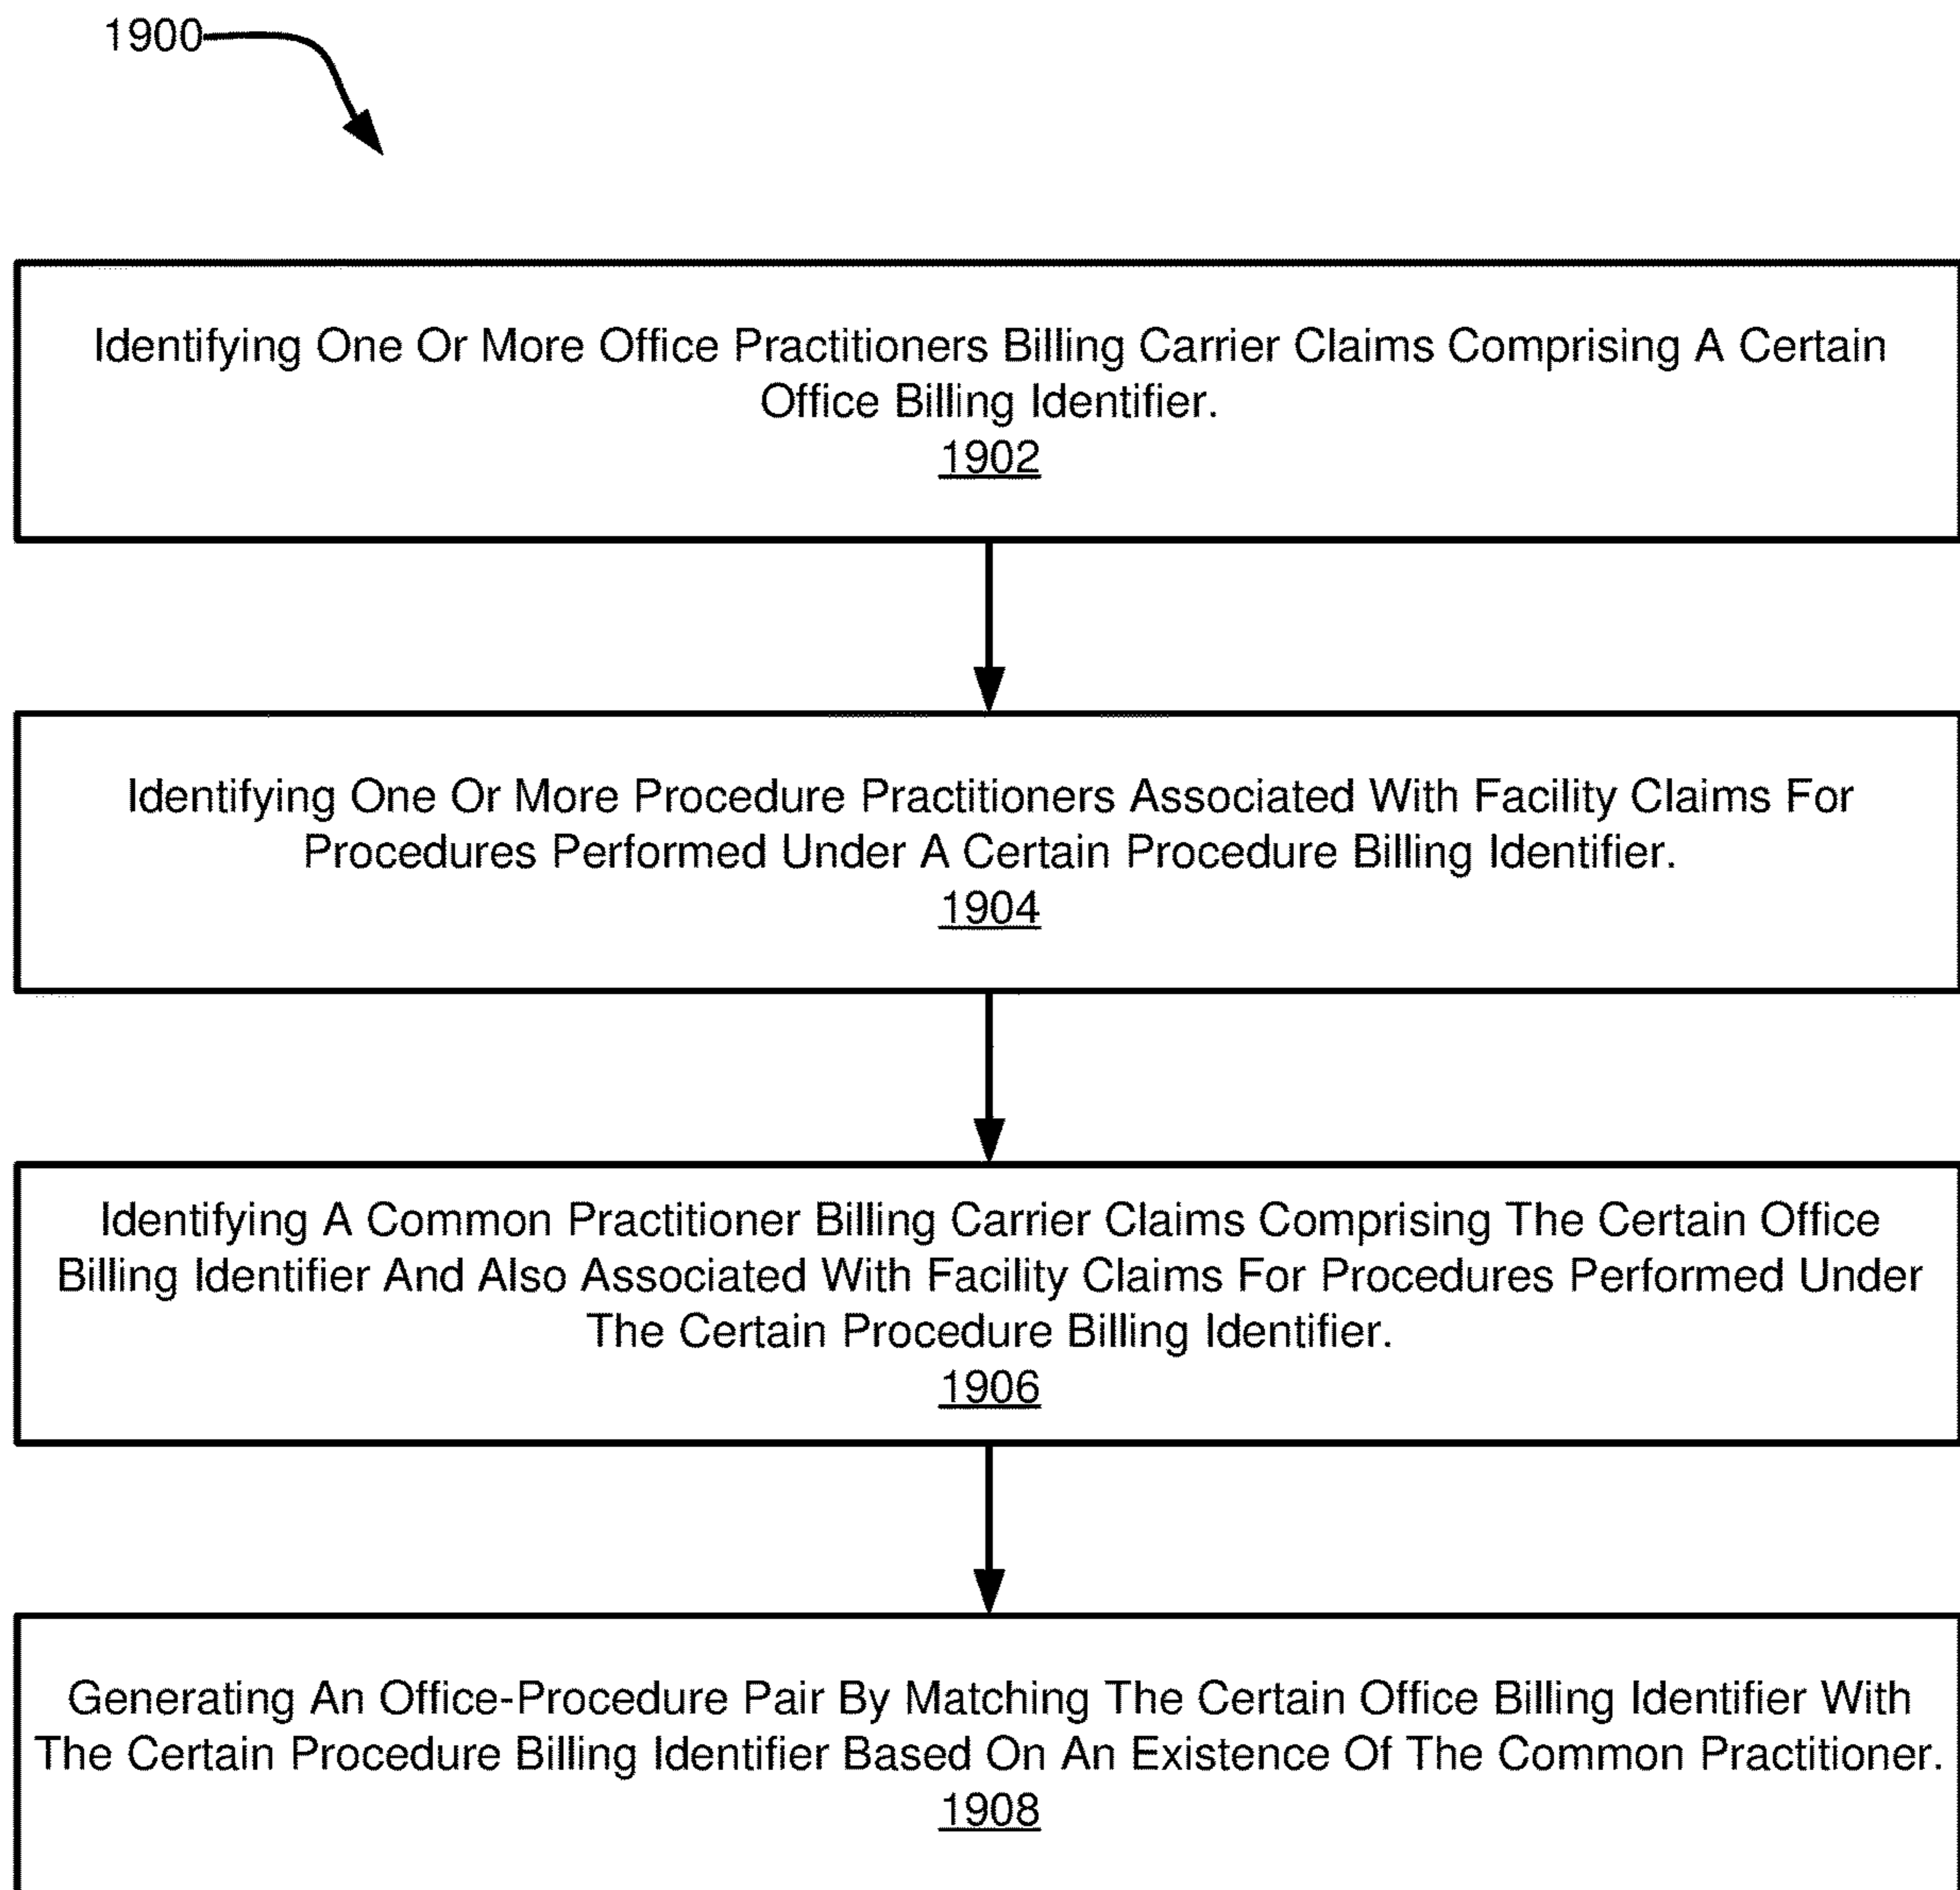 1900
Identifying One Or More Office Practitioners Billing Carrier Claims Comprising A Certain
Office Billing Identifier.
1902
Identifying One Or More Procedure Practitioners Associated With Facility Claims For
Procedures Performed Under A Certain Procedure Billing Identifier.
1904
Identifying A Common Practitioner Billing Carrier Claims Comprising The Certain Office
Billing Identifier And Also Associated With Facility Claims For Procedures Performed Under
The Certain Procedure Billing Identifier.
1906
Generating An Office-Procedure Pair By Matching The Certain Office Billing Identifier With
The Certain Procedure Billing Identifier Based On An Existence Of The Common Practitioner.
1908